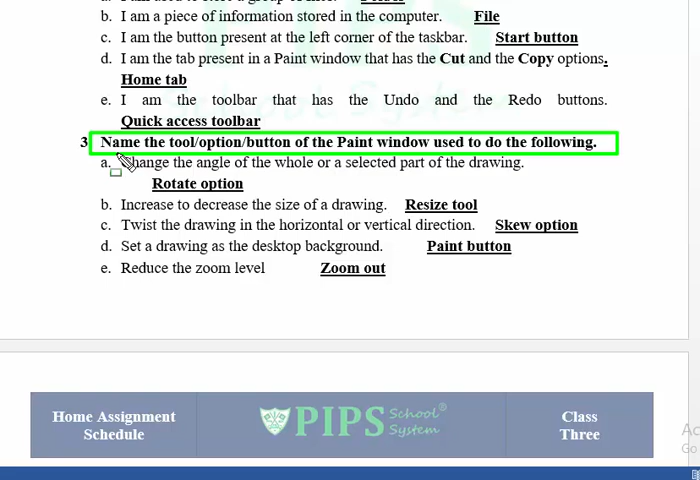 b. I am a piece of information stored in the computer. File
c. I am the button present at the left corner of the taskbar. Start button
d. I am the tab present in a Paint window that has the Cut and the Copy options.
Home tab
e. I am the toolbar that has the Undo and the Redo buttons.
Quick access toolbar
3 Name the tool/option/button of the Paint window used to do the following.
a. Change the angle of the whole or a selected part of the drawing.
Rotate option
b. Increase to decrease the size of a drawing. Resize tool
c. Twist the drawing in the horizontal or vertical direction. Skew option
d. Set a drawing as the desktop background. Paint button
e. Reduce the zoom level Zoom out
Home Assignment
Schedule
PIPS School® System
Class
Three
Go